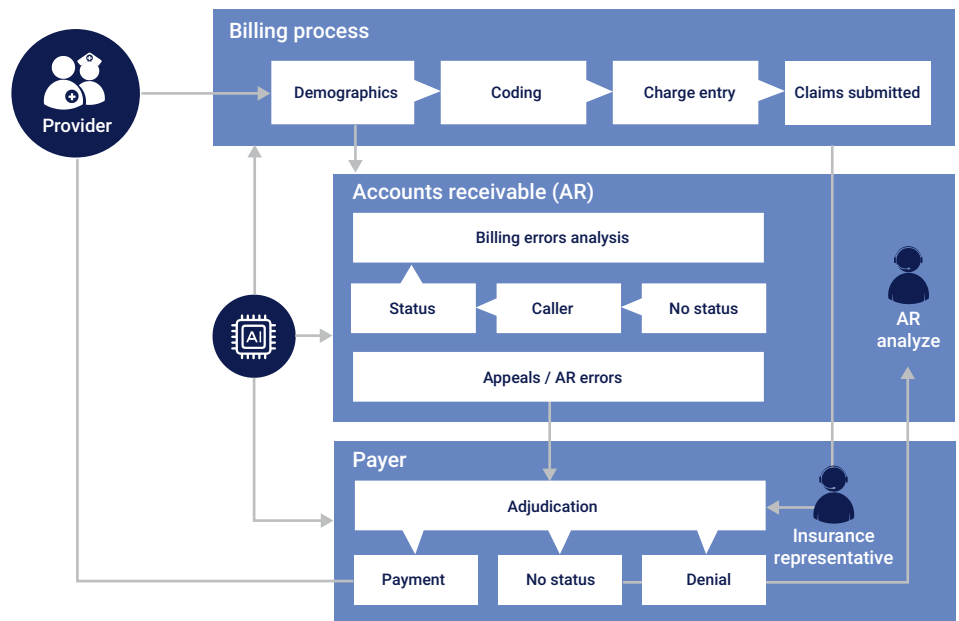 Billing process
Provider
Demographics
Coding
Charge entry
Claims submitted
Accounts receivable (AR)
Billing errors analysis
Status
Caller
No status
AR
analyze
AI
Appeals / AR errors
Payer
Adjudication
Insurance
representative
Payment
No status
Denial